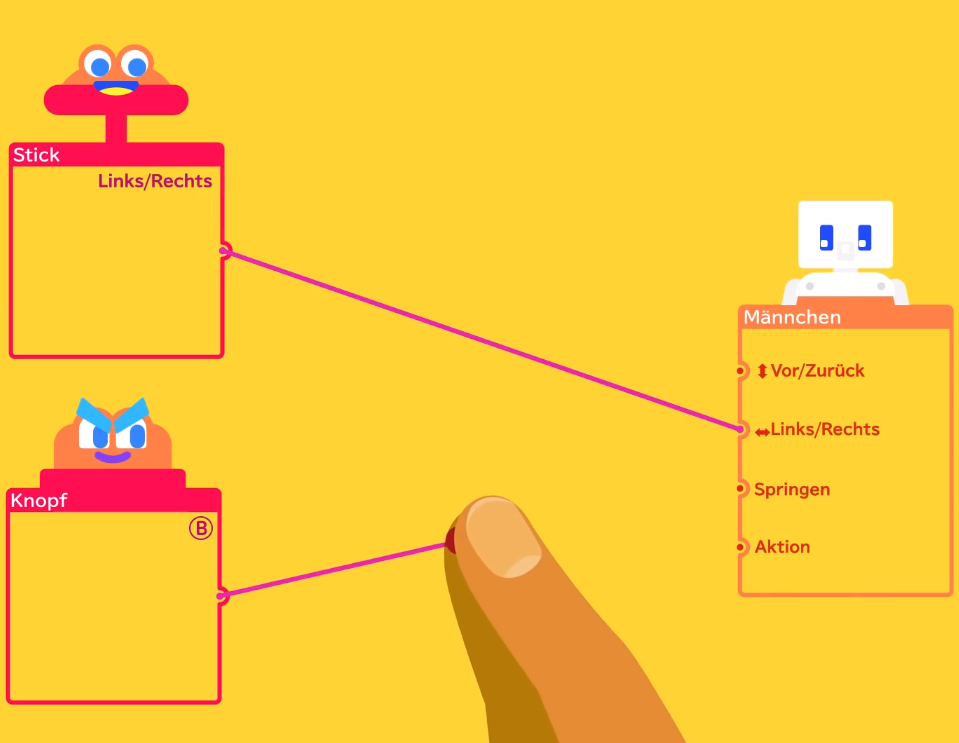 Stick
Links/Rechts
Männchen
Vor/Zurück
Links/Rechts
Knopf
B
Springen
Aktion